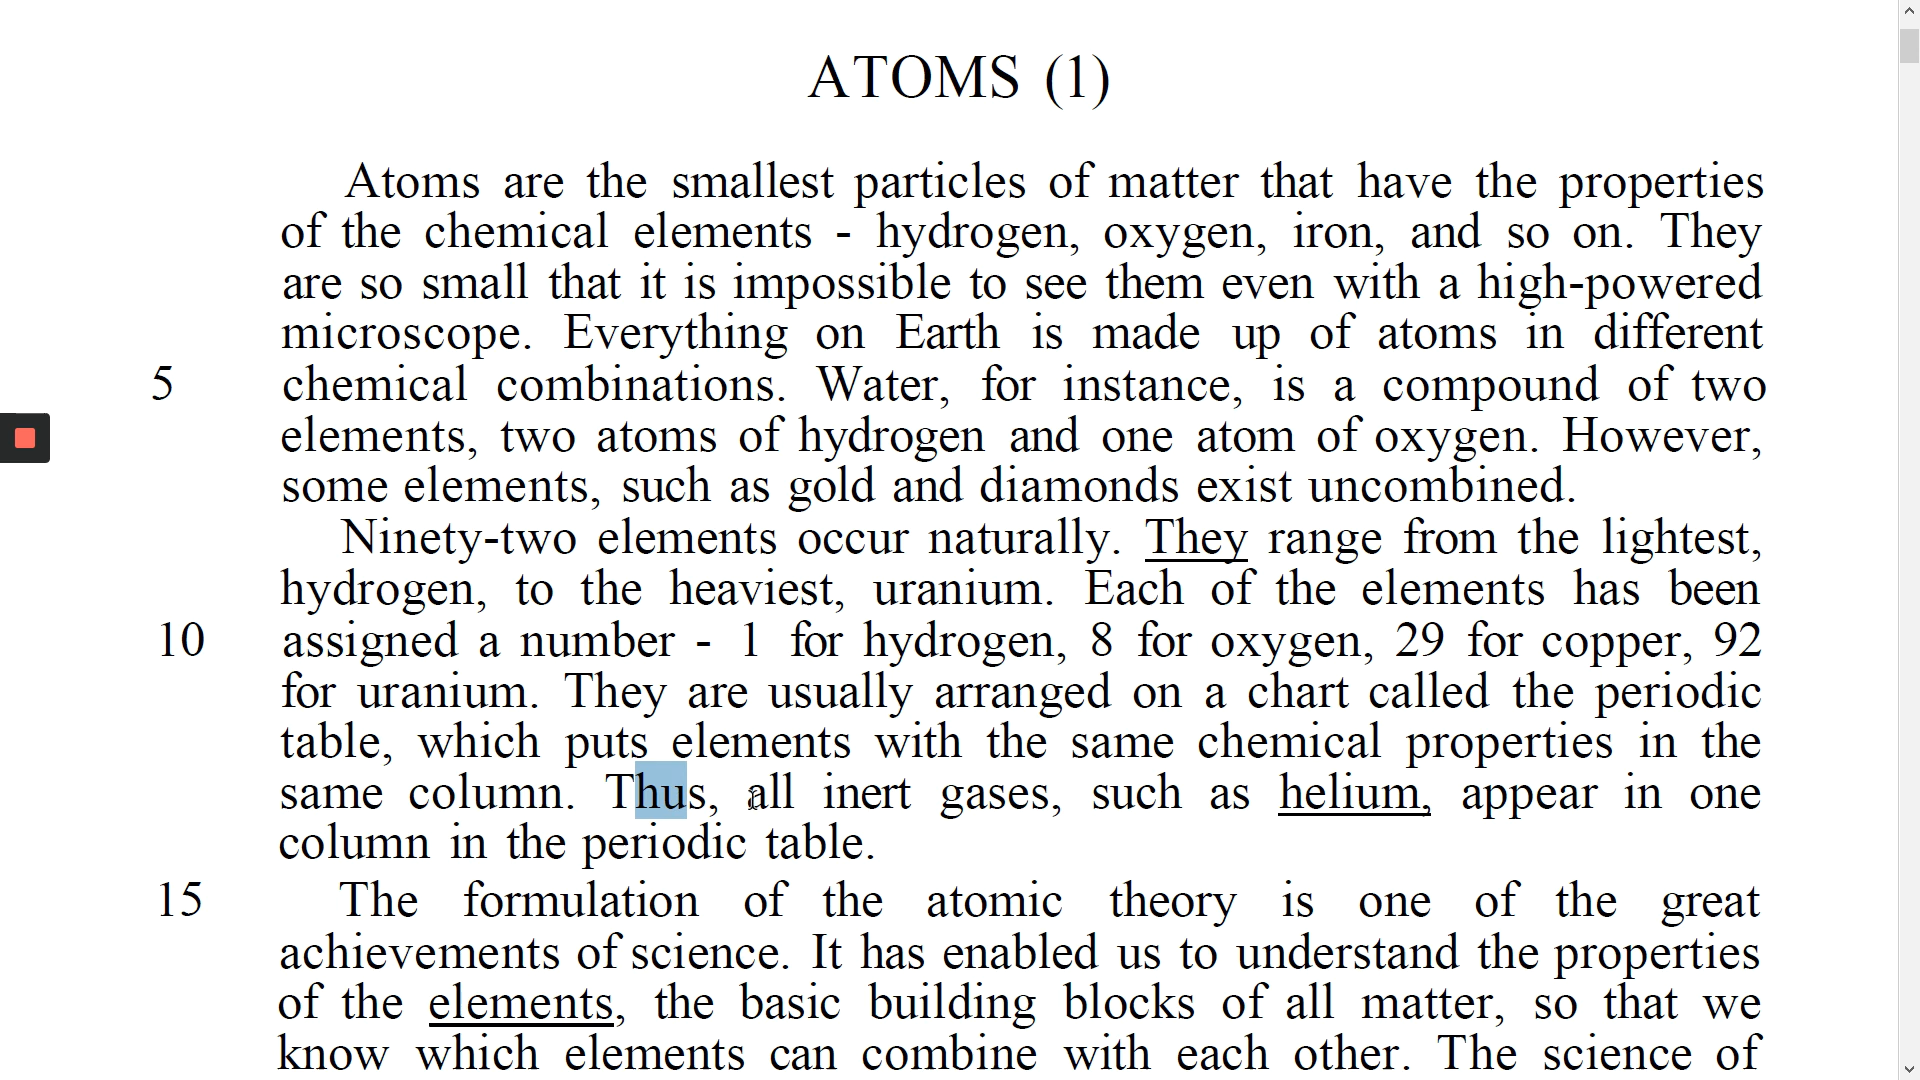 ATOMS (1)
Atoms are the smallest particles of matter that have the properties
of the chemical elements - hydrogen, oxygen, iron, and so on. They
are so small that it is impossible to see them even with a high-powered
microscope. Everything on Earth is made up of atoms in different
5 chemical combinations. Water, for instance, is a compound of two
elements, two atoms of hydrogen and one atom of oxygen. However,
some elements, such as gold and diamonds exist uncombined.
Ninety-two elements occur naturally. They range from the lightest,
hydrogen, to the heaviest, uranium. Each of the elements has been
10 assigned a number - 1 for hydrogen, 8 for oxygen, 29 for copper, 92
for uranium. They are usually arranged on a chart called the periodic
table, which puts elements with the same chemical properties in the
same column. Thus, all inert gases, such as helium, appear in one
column in the periodic table.
15 The formulation of the atomic theory is one of the great
achievements of science. It has enabled us to understand the properties
of the elements, the basic building blocks of all matter, so that we
know which elements can combine with each other. The science of